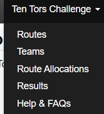 Ten Tors Challenge
Routes
Teams
Route Allocations
Results
Help & FAQs